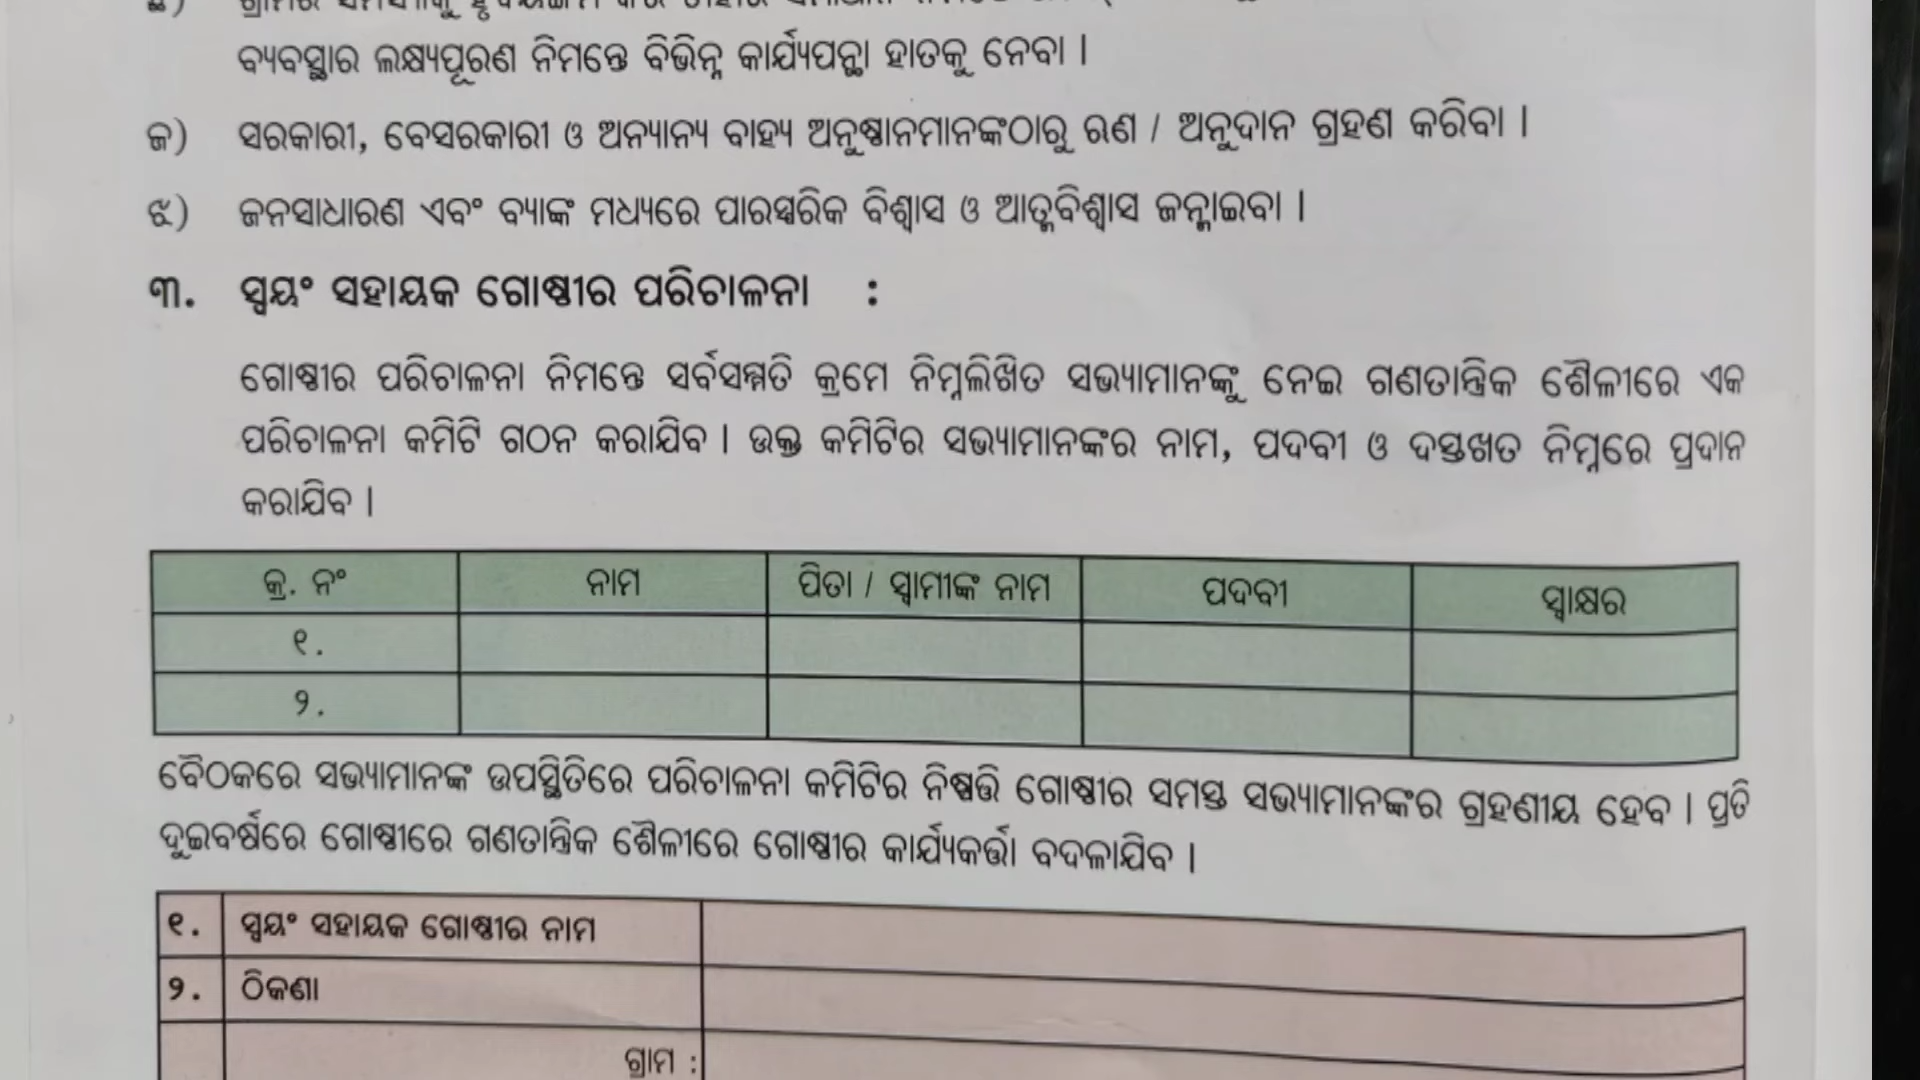 ବ୍ୟବସ୍ଥାର ଲକ୍ଷ୍ୟପୂରଣ ନିମନ୍ତେ ବିଭିନ୍ନ କାର୍ଯ୍ୟପନ୍ଥା ହାତକୁ ନେବା ।
ଜ) ସରକାରୀ, ବେସରକାରୀ ଓ ଅନ୍ୟାନ୍ୟ ବାହ୍ୟ ଅନୁଷ୍ଠାନମାନଙ୍କଠାରୁ ଋଣ / ଅନୁଦାନ ଗ୍ରହଣ କରିବା ।
ଝ) ଜନସାଧାରଣ ଏବଂ ବ୍ୟାଙ୍କ ମଧ୍ୟରେ ପାରସ୍ପରିକ ବିଶ୍ୱାସ ଓ ଆତ୍ମବିଶ୍ୱାସ ଜନ୍ମାଇବା ।
୩. ସ୍ୱୟଂ ସହାୟକ ଗୋଷ୍ଠୀର ପରିଚାଳନା :
ଗୋଷ୍ଠୀର ପରିଚାଳନା ନିମନ୍ତେ ସର୍ବସମ୍ମତି କ୍ରମେ ନିମ୍ନଲିଖିତ ସଭ୍ୟାମାନଙ୍କୁ ନେଇ ଗଣତାନ୍ତ୍ରିକ ଶୈଳୀରେ ଏକ
ପରିଚାଳନା କମିଟି ଗଠନ କରାଯିବ । ଉକ୍ତ କମିଟିର ସଭ୍ୟାମାନଙ୍କର ନାମ, ପଦବୀ ଓ ଦସ୍ତଖତ ନିମ୍ନରେ ପ୍ରଦାନ
କରାଯିବ ।
କ୍ର. ନଂ ନାମ ପିତା / ସ୍ୱାମୀଙ୍କ ନାମ ପଦବୀ ସ୍ୱାକ୍ଷର
୧.
୨.
ବୈଠକରେ ସଭ୍ୟାମାନଙ୍କ ଉପସ୍ଥିତିରେ ପରିଚାଳନା କମିଟିର ନିଷ୍ପତ୍ତି ଗୋଷ୍ଠୀର ସମସ୍ତ ସଭ୍ୟାମାନଙ୍କର ଗ୍ରହଣୀୟ ହେବ । ପ୍ରତି
ଦୁଇବର୍ଷରେ ଗୋଷ୍ଠୀରେ ଗଣତାନ୍ତ୍ରିକ ଶୈଳୀରେ ଗୋଷ୍ଠୀର କାର୍ଯ୍ୟକର୍ତ୍ତା ବଦଳାଯିବ ।
୧. ସ୍ୱୟଂ ସହାୟକ ଗୋଷ୍ଠୀର ନାମ
୨. ଠିକଣା
ଗ୍ରାମ :